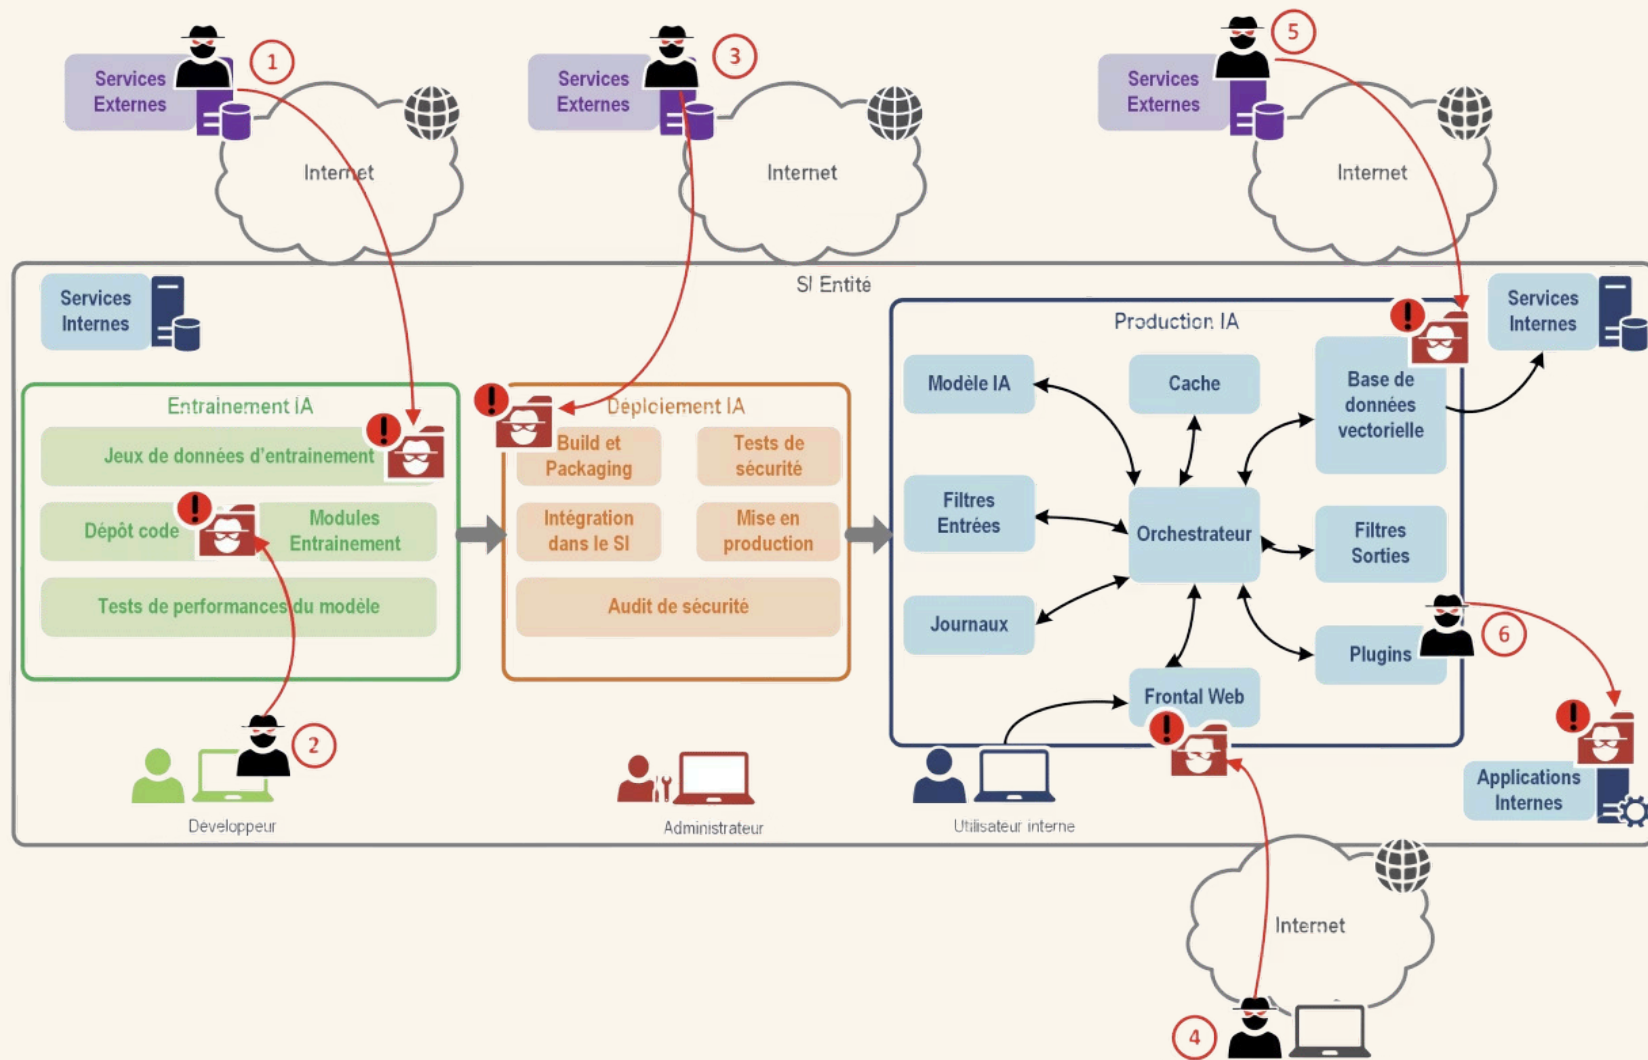 1
Services
Externes
Internet
3
Services
Externes
Internet
5
Services
Externes
Internet
SI Entité
Services
Internes
Entrainement IA
Jeux de données d'entrainement
Dépôt code
Modules
Entrainement
Tests de performances du modèle
Déploiement IA
Build et
Packaging
Tests de
sécurité
Intégration
dans le SI
Mise en
production
Audit de sécurité
Production IA
Modèle IA
Cache
Base de
données
vectorielle
Filtres
Entrées
Orchestrateur
Filtres
Sorties
Journaux
Plugins
Frontal Web
Services
Internes
6
2
Développeur
Administrateur
Utilisateur interne
Applications
Internes
Internet
4